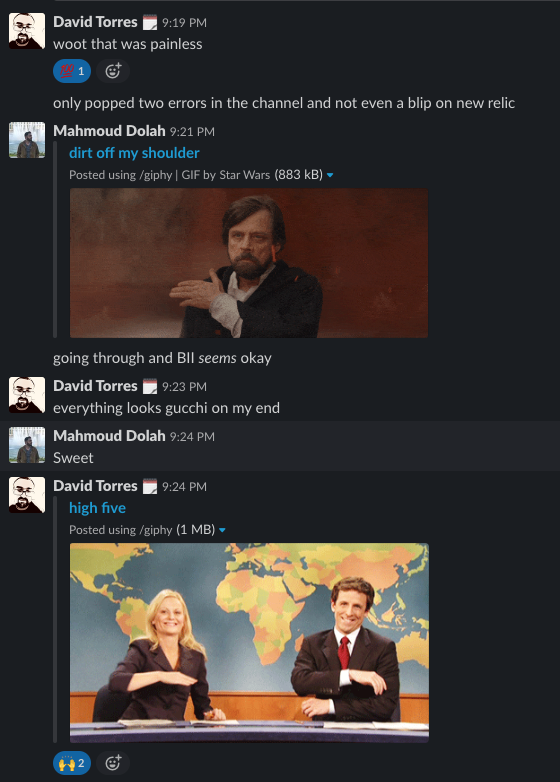 David Torres 9:19 PM
woot that was painless
💯 1
only popped two errors in the channel and not even a blip on new relic
Mahmoud Dolah 9:21 PM
dirt off my shoulder
Posted using /giphy | GIF by Star Wars (883 kB)
going through and BII seems okay
David Torres 9:23 PM
everything looks gucchi on my end
Mahmoud Dolah 9:24 PM
Sweet
David Torres 9:24 PM
high five
Posted using /giphy (1 MB)
2